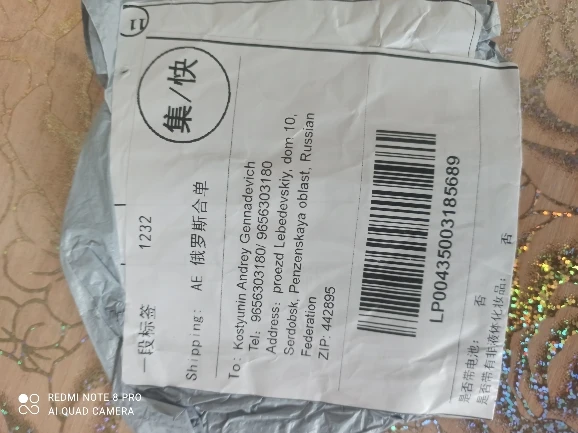 一段标签 1232
集/快
Shipping: AE 俄罗斯合单
To: Kostyunin Andrey Gennadevich
Tel: 9656303180/ 9656303180
Address: proezd Lebedevskiy, dom 10,
Serdobsk, Penzenskaya oblast, Russian
Federation
ZIP: 442895
LP00435003185689
是否带电池: 否
是否带有非液体化妆品: 否
REDMI NOTE 8 PRO
AI QUAD CAMERA